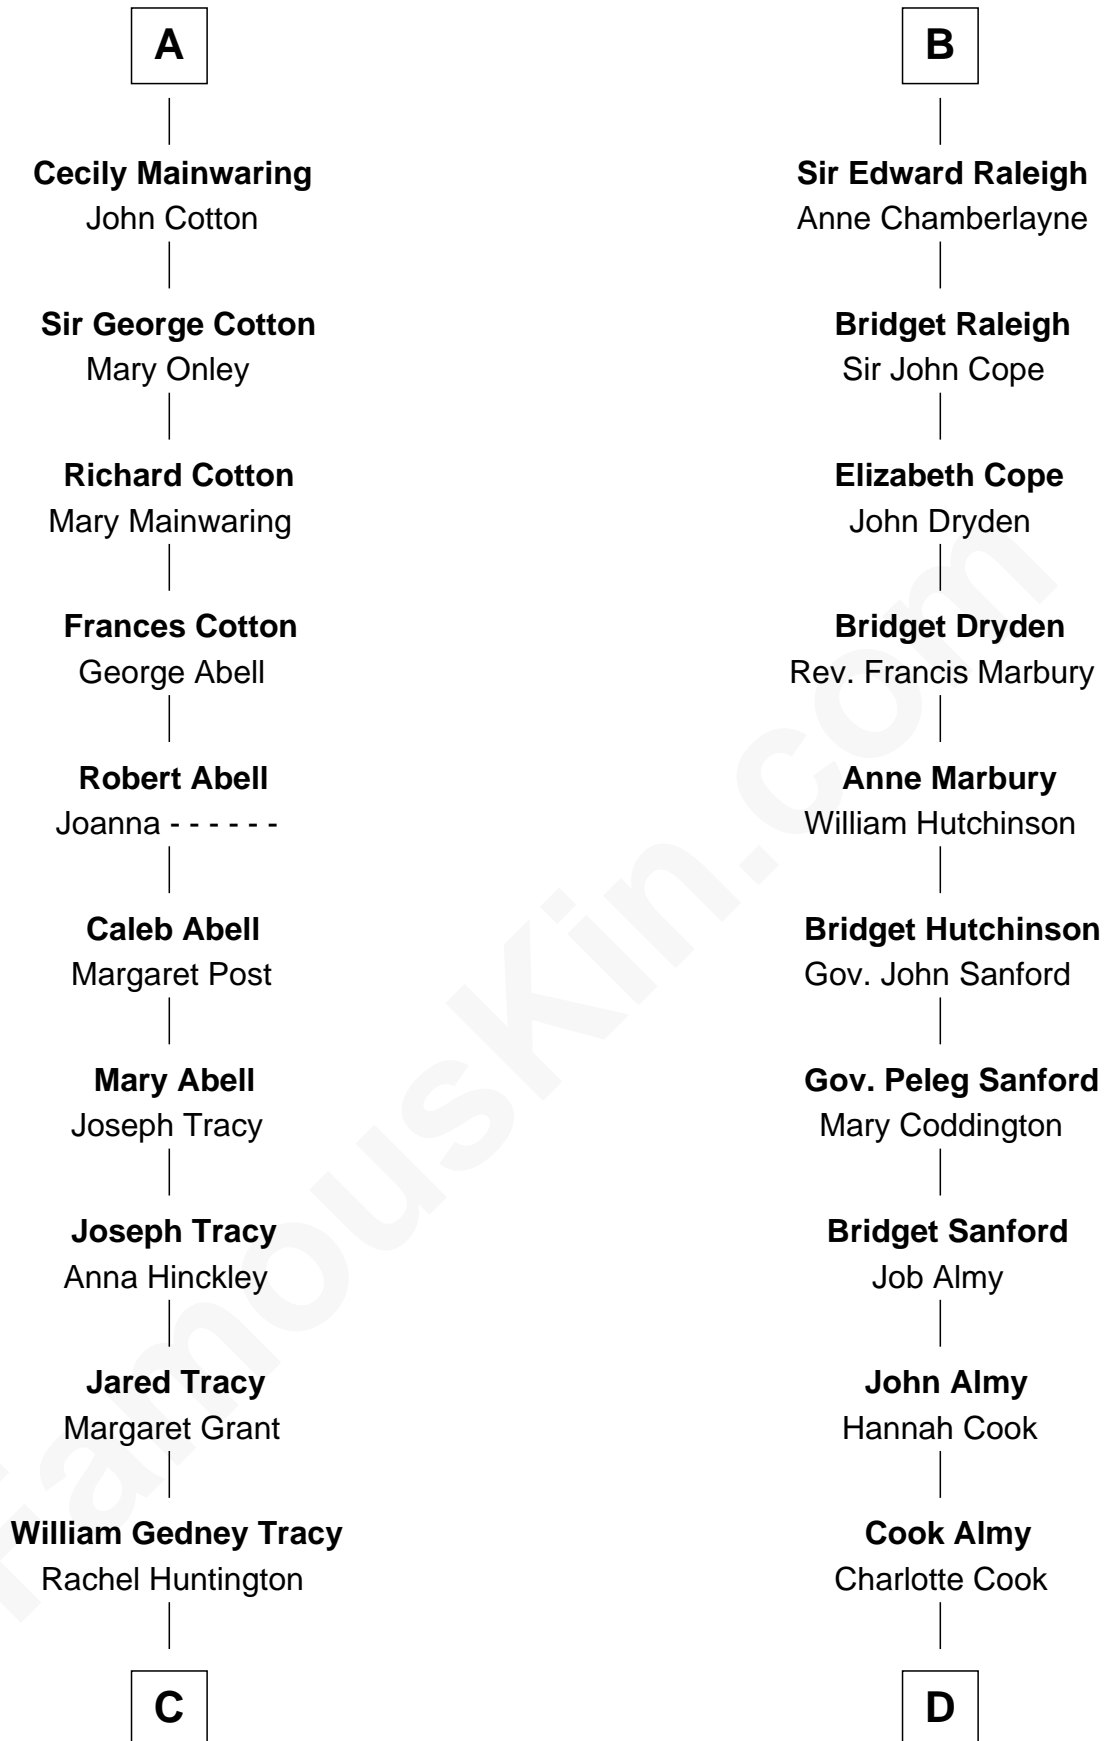 A
Cecily Mainwaring
John Cotton
Sir George Cotton
Mary Onley
Richard Cotton
Mary Mainwaring
Frances Cotton
George Abell
Robert Abell
Joanna - - - - - -
Caleb Abell
Margaret Post
Mary Abell
Joseph Tracy
Joseph Tracy
Anna Hinckley
Jared Tracy
Margaret Grant
William Gedney Tracy
Rachel Huntington
C
B
Sir Edward Raleigh
Anne Chamberlayne
Bridget Raleigh
Sir John Cope
Elizabeth Cope
John Dryden
Bridget Dryden
Rev. Francis Marbury
Anne Marbury
William Hutchinson
Bridget Hutchinson
Gov. John Sanford
Gov. Peleg Sanford
Mary Coddington
Bridget Sanford
Job Almy
John Almy
Hannah Cook
Cook Almy
Charlotte Cook
D
FamousKin.com